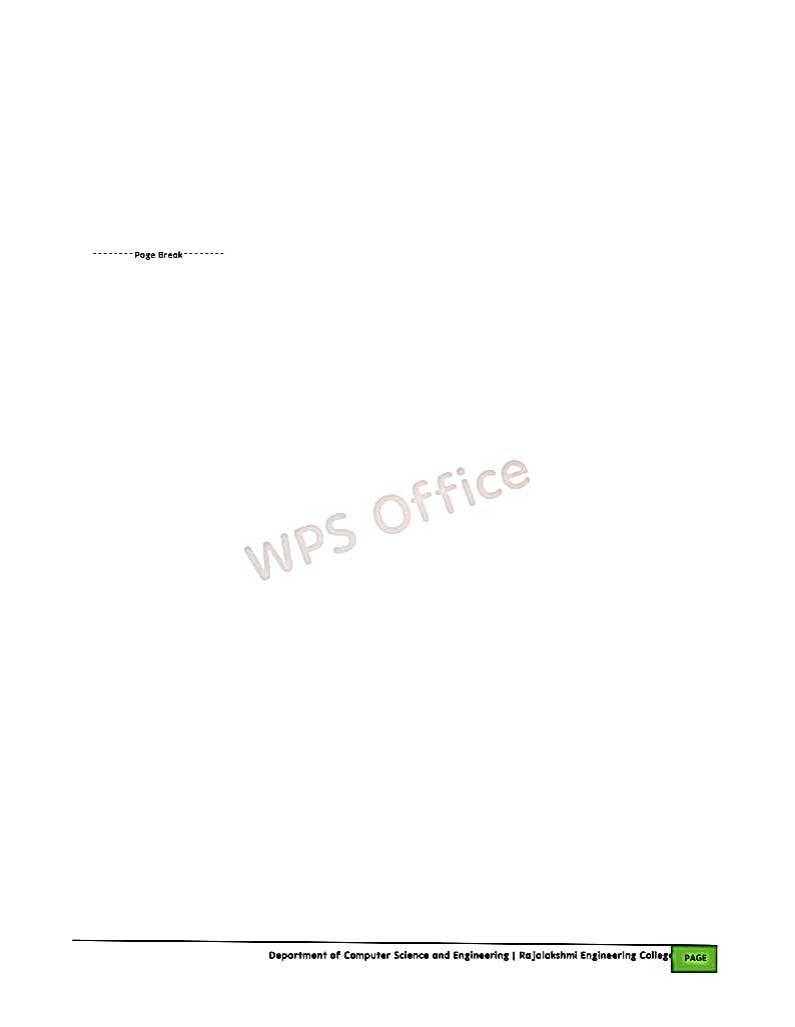 --------Page Break--------
WPS Office
Department of Computer Science and Engineering | Rajalakshmi Engineering College
PAGE